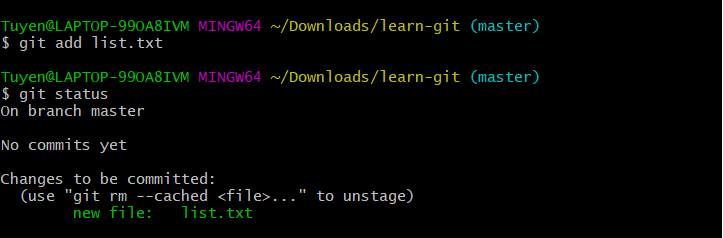 Tuyen@LAPTOP-99OA8IVM MINGW64 ~/Downloads/learn-git (master)
$ git add list.txt
Tuyen@LAPTOP-99OA8IVM MINGW64 ~/Downloads/learn-git (master)
$ git status
On branch master
No commits yet
Changes to be committed:
  (use "git rm --cached <file>..." to unstage)
        new file:   list.txt